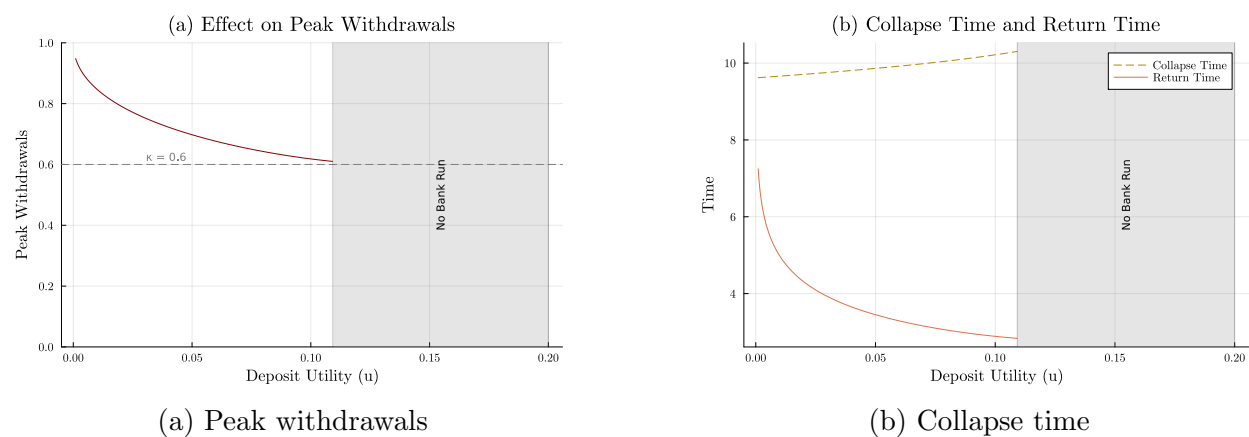 (a) Effect on Peak Withdrawals
1.0
0.8
0.6
0.4
0.2
0.0
Peak Withdrawals
κ = 0.6
No Bank Run
0.00 0.05 0.10 0.15 0.20
Deposit Utility (u)
(a) Peak withdrawals
(b) Collapse Time and Return Time
10
8
6
4
Time
Collapse Time
Return Time
No Bank Run
0.00 0.05 0.10 0.15 0.20
Deposit Utility (u)
(b) Collapse time